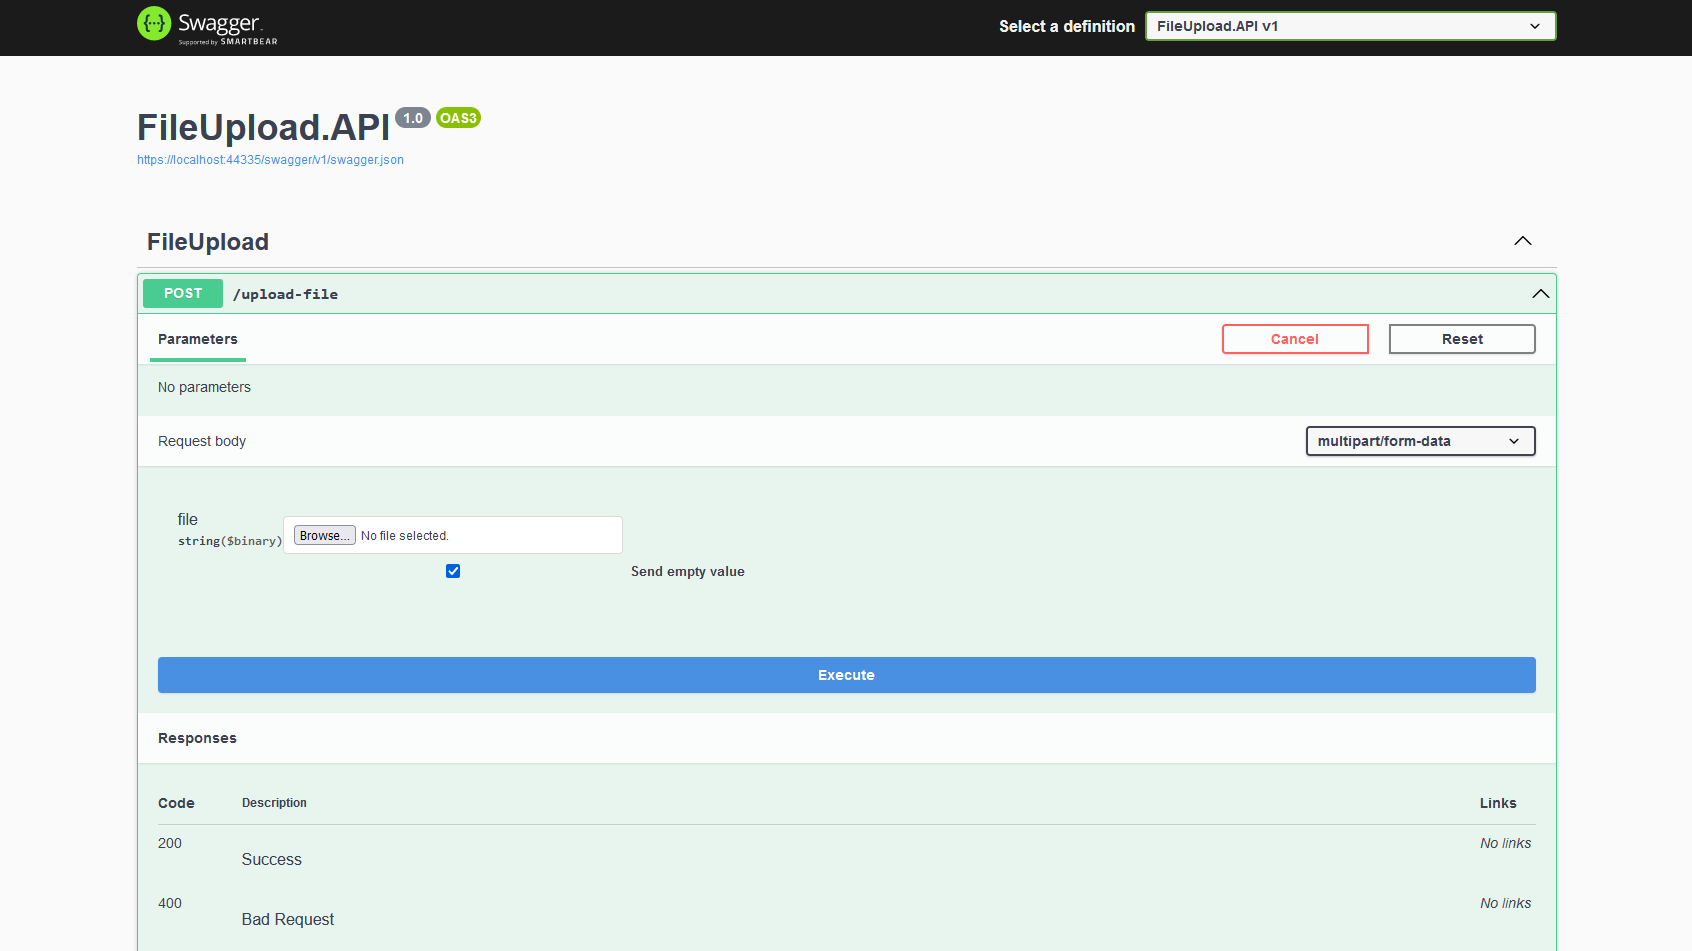 {···} Swagger.
Supported by SMARTBEAR
Select a definition
FileUpload.API v1
FileUpload.API 1.0 OAS3
https://localhost:44335/swagger/v1/swagger.json
FileUpload
POST /upload-file
Parameters
Cancel
Reset
No parameters
Request body
multipart/form-data
file
string($binary)
Browse... No file selected.
Send empty value
Execute
Responses
Code Description Links
200 Success No links
400 Bad Request No links